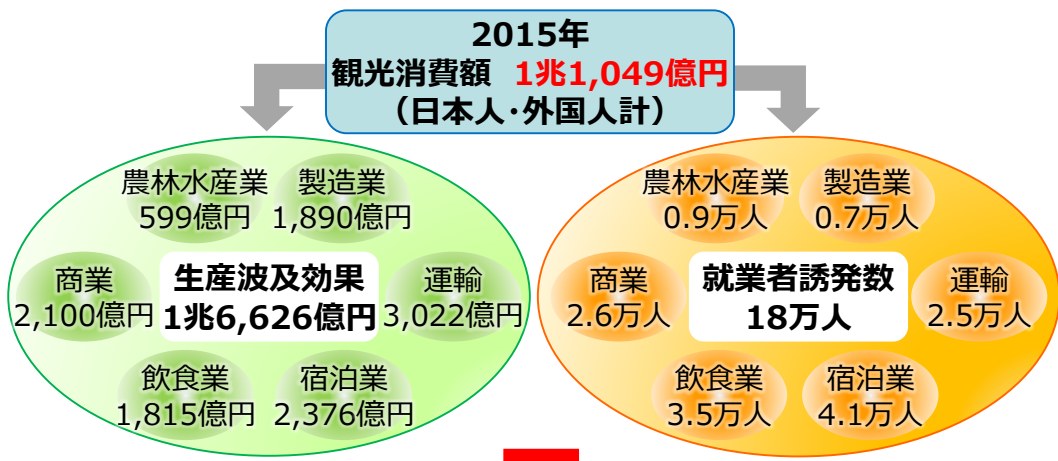 2015年
観光消費額 1兆1,049億円
（日本人・外国人計）
農林水産業
599億円
製造業
1,890億円
商業
2,100億円
生産波及効果
1兆6,626億円
運輸
3,022億円
飲食業
1,815億円
宿泊業
2,376億円
農林水産業
0.9万人
製造業
0.7万人
商業
2.6万人
就業者誘発数
18万人
運輸
2.5万人
飲食業
3.5万人
宿泊業
4.1万人